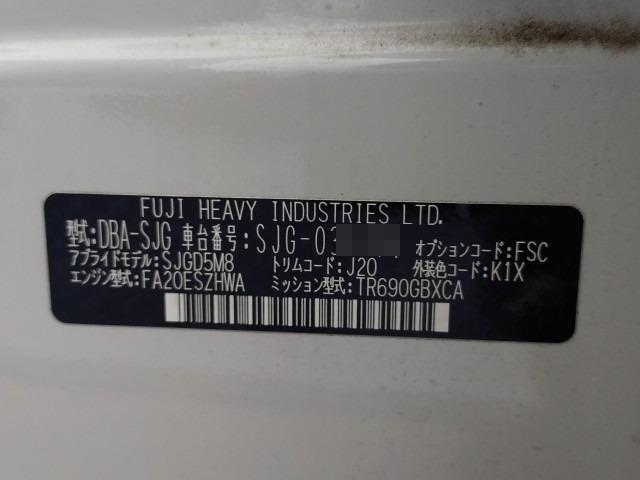 FUJI HEAVY INDUSTRIES LTD.
型式:DBA-SJG 車台番号:SJG-03 オプションコード:FSC
アプライドモデル:SJGD5M8 トリムコード:J20 外装色コード:K1X
エンジン型式:FA20ESZHWA ミッション型式:TR690GBXCA